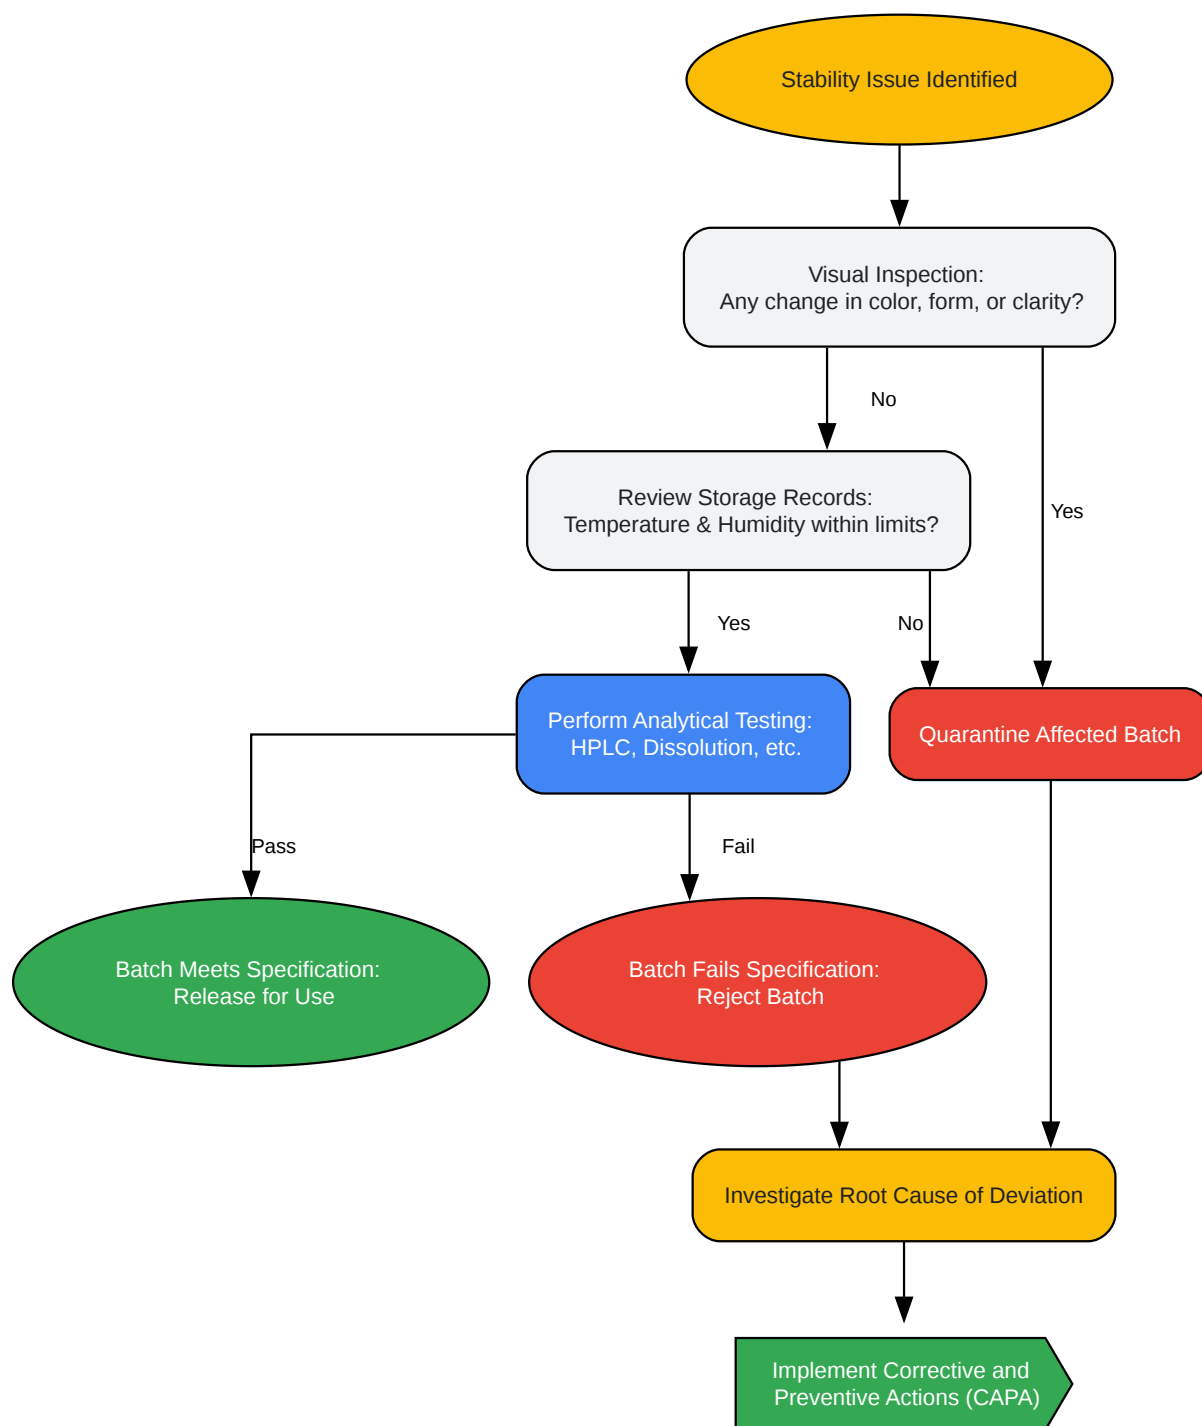 Stability Issue Identified
Visual Inspection:
Any change in color, form, or clarity?
No
Yes
Review Storage Records:
Temperature & Humidity within limits?
Yes
No
Perform Analytical Testing:
HPLC, Dissolution, etc.
Quarantine Affected Batch
Pass
Fail
Batch Meets Specification:
Release for Use
Batch Fails Specification:
Reject Batch
Investigate Root Cause of Deviation
Implement Corrective and
Preventive Actions (CAPA)